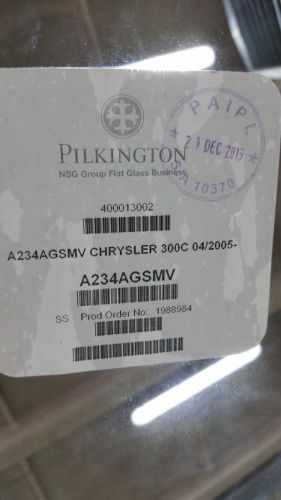 PAIPL
21 DEC 2015
SA 10370
PILKINGTON
NSG Group Flat Glass Business
400013002
A234AGSMV CHRYSLER 300C 04/2005-
A234AGSMV
SS Prod Order No: 1988984